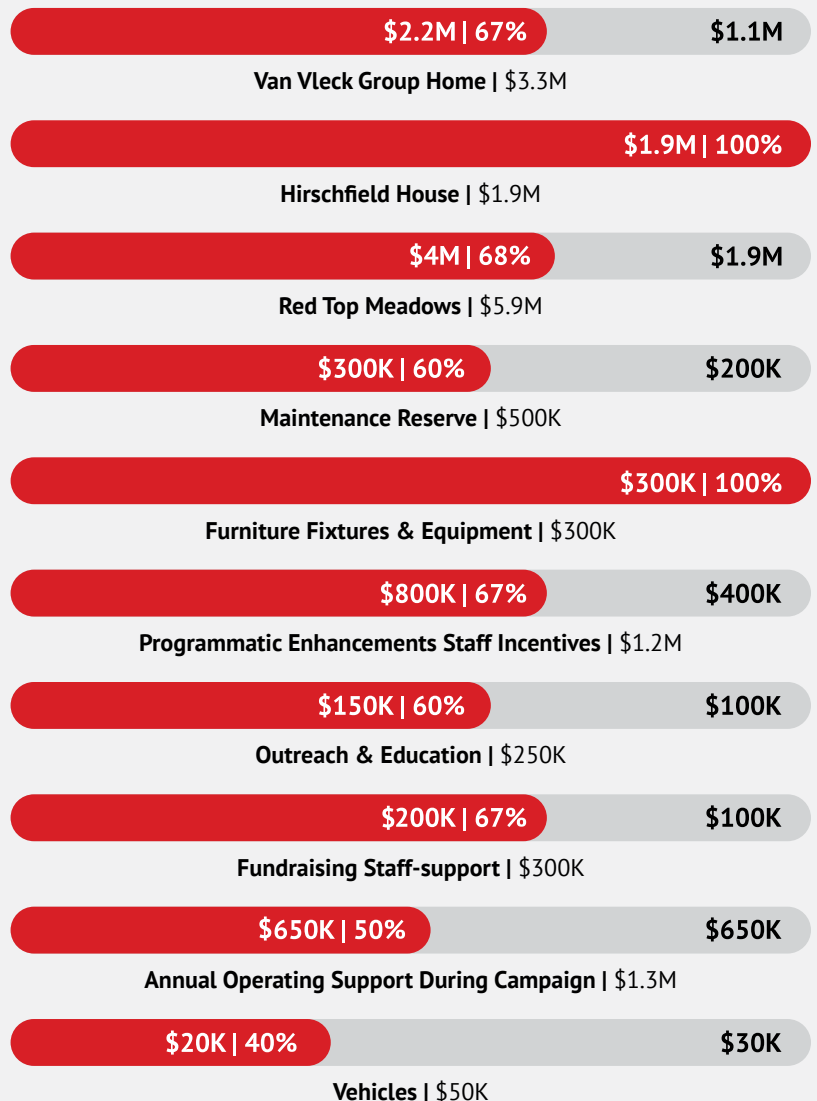 $2.2M | 67% $1.1M
Van Vleck Group Home | $3.3M
$1.9M | 100%
Hirschfield House | $1.9M
$4M | 68% $1.9M
Red Top Meadows | $5.9M
$300K | 60% $200K
Maintenance Reserve | $500K
$300K | 100%
Furniture Fixtures & Equipment | $300K
$800K | 67% $400K
Programmatic Enhancements Staff Incentives | $1.2M
$150K | 60% $100K
Outreach & Education | $250K
$200K | 67% $100K
Fundraising Staff-support | $300K
$650K | 50% $650K
Annual Operating Support During Campaign | $1.3M
$20K | 40% $30K
Vehicles | $50K